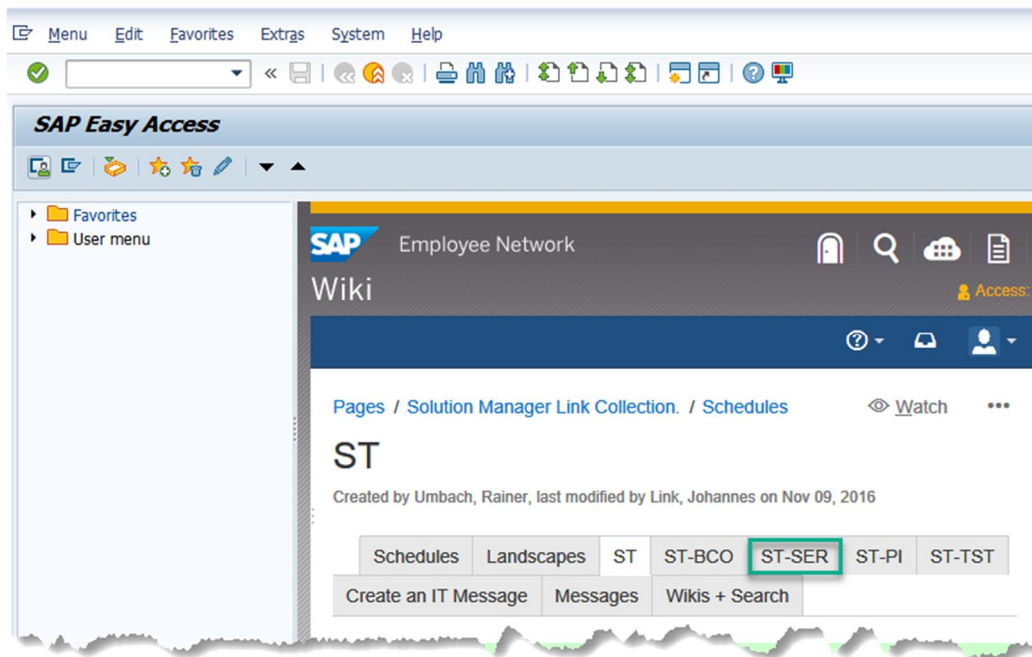 Menu Edit Favorites Extras System Help
SAP Easy Access
Favorites
User menu
SAP Employee Network
Wiki
Access:
Pages / Solution Manager Link Collection. / Schedules Watch
ST
Created by Umbach, Rainer, last modified by Link, Johannes on Nov 09, 2016
Schedules Landscapes ST ST-BCO ST-SER ST-PI ST-TST
Create an IT Message Messages Wikis + Search